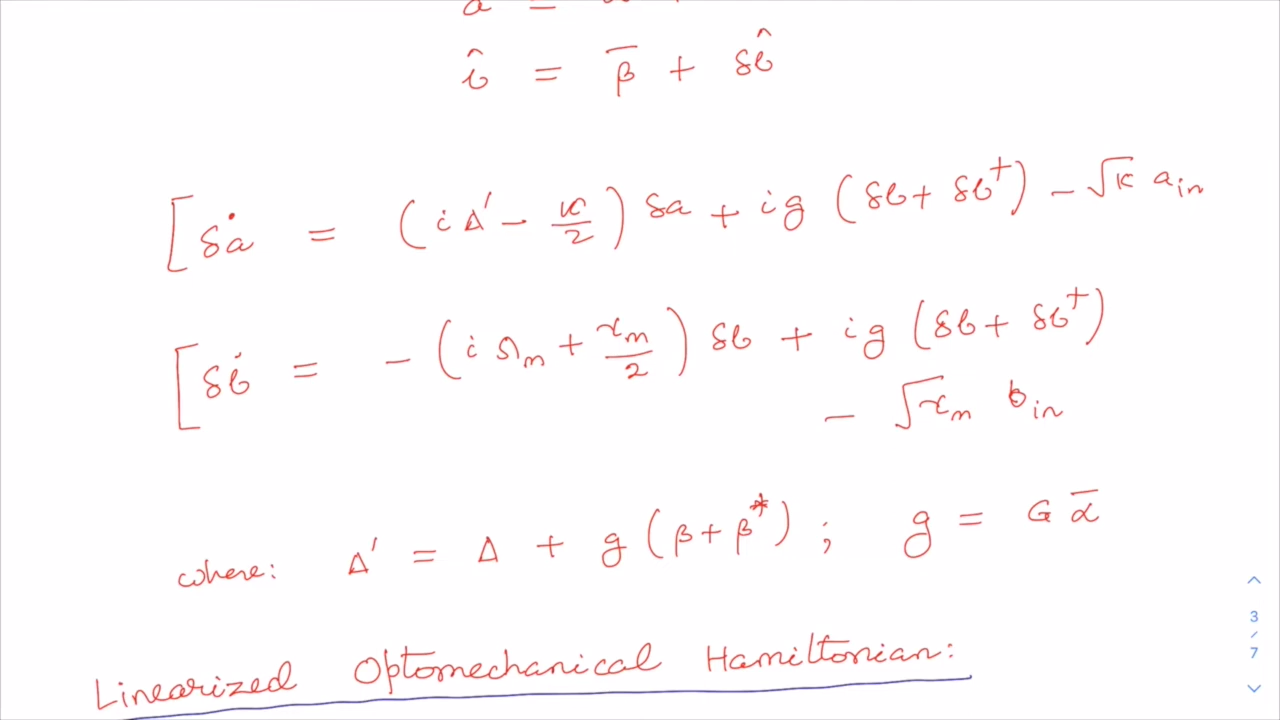 b̂ = β̄ + δb̂
[δȧ = (iΔ' - κ/2) δa + ig (δb + δb†) - √κ a_in
[δḃ = - (iΩ_m + γ_m/2) δb + ig (δb + δb†)
- √γ_m b_in
where: Δ' = Δ + g (β + β*) ; g = G ᾱ
Linearized Optomechanical Hamiltonian:
3
/
7